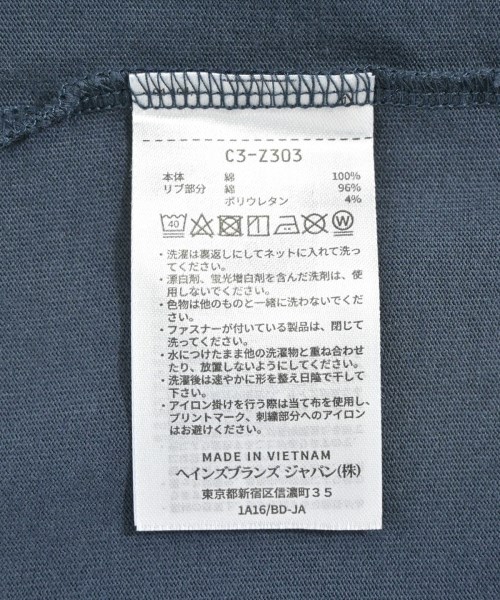 C3-Z303
本体 綿 100%
リブ部分 綿 96%
ポリウレタン 4%
40 W
・洗濯は裏返しにしてネットに入れて洗っ
てください。
・漂白剤、蛍光増白剤を含んだ洗剤は、使
用しないでください。
・色物は他のものと一緒に洗わないでくだ
さい。
・ファスナーが付いている製品は、閉じて
洗ってください。
・水につけたまま他の洗濯物と重ね合わせ
たり、放置しないようにしてください。
・洗濯後は速やかに形を整え日陰で干して
下さい。
・アイロン掛けを行う際は当て布を使用し、
プリントマーク、刺繍部分へのアイロン
はお避けください。
MADE IN VIETNAM
ヘインズブランズ ジャパン(株)
東京都新宿区信濃町35
1A16/BD-JA